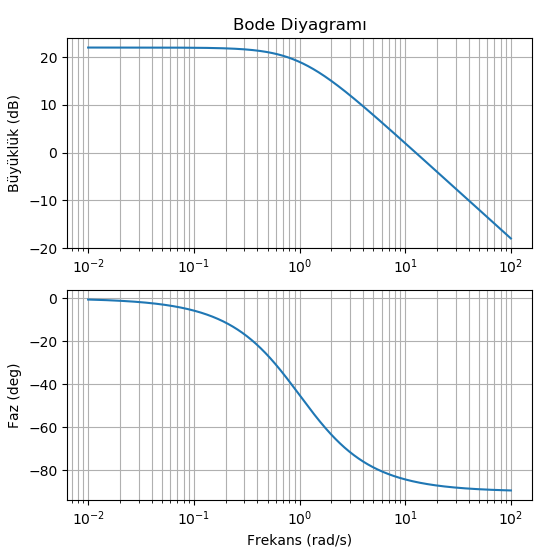 Bode Diyagramı
20
10
0
−10
−20
Büyüklük (dB)
10⁻² 10⁻¹ 10⁰ 10¹ 10²
0
−20
−40
−60
−80
Faz (deg)
10⁻² 10⁻¹ 10⁰ 10¹ 10²
Frekans (rad/s)